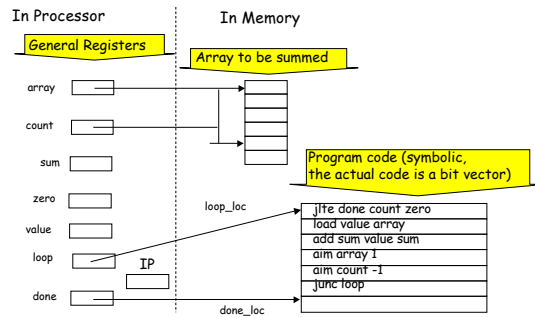 In Processor
In Memory
General Registers
Array to be summed
array
count
sum
zero
value
loop
IP
done
loop_loc
done_loc
Program code (symbolic,
the actual code is a bit vector)
jlte done count zero
load value array
add sum value sum
aim array 1
aim count -1
junc loop